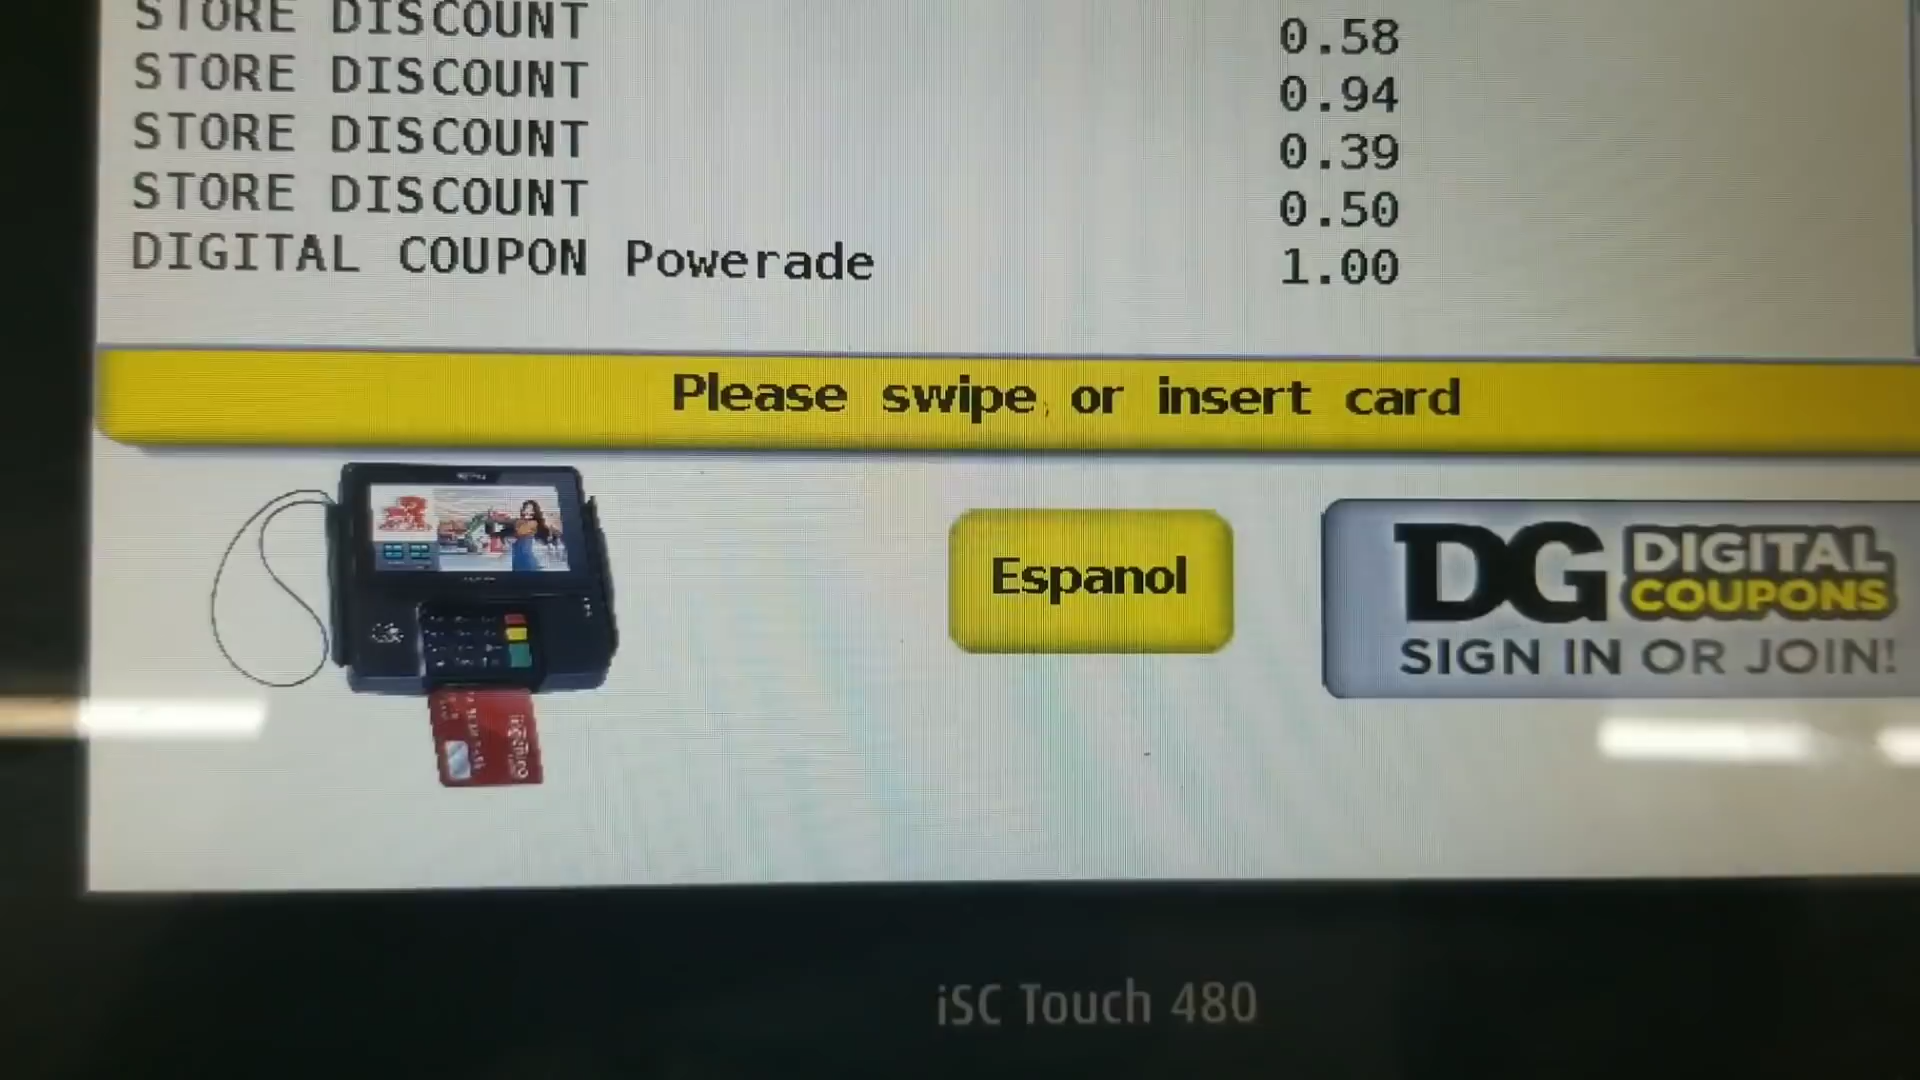 STORE DISCOUNT 0.58
STORE DISCOUNT 0.94
STORE DISCOUNT 0.39
STORE DISCOUNT 0.50
DIGITAL COUPON Powerade 1.00
Please swipe or insert card
Espanol
DG DIGITAL COUPONS
SIGN IN OR JOIN!
iSC Touch 480